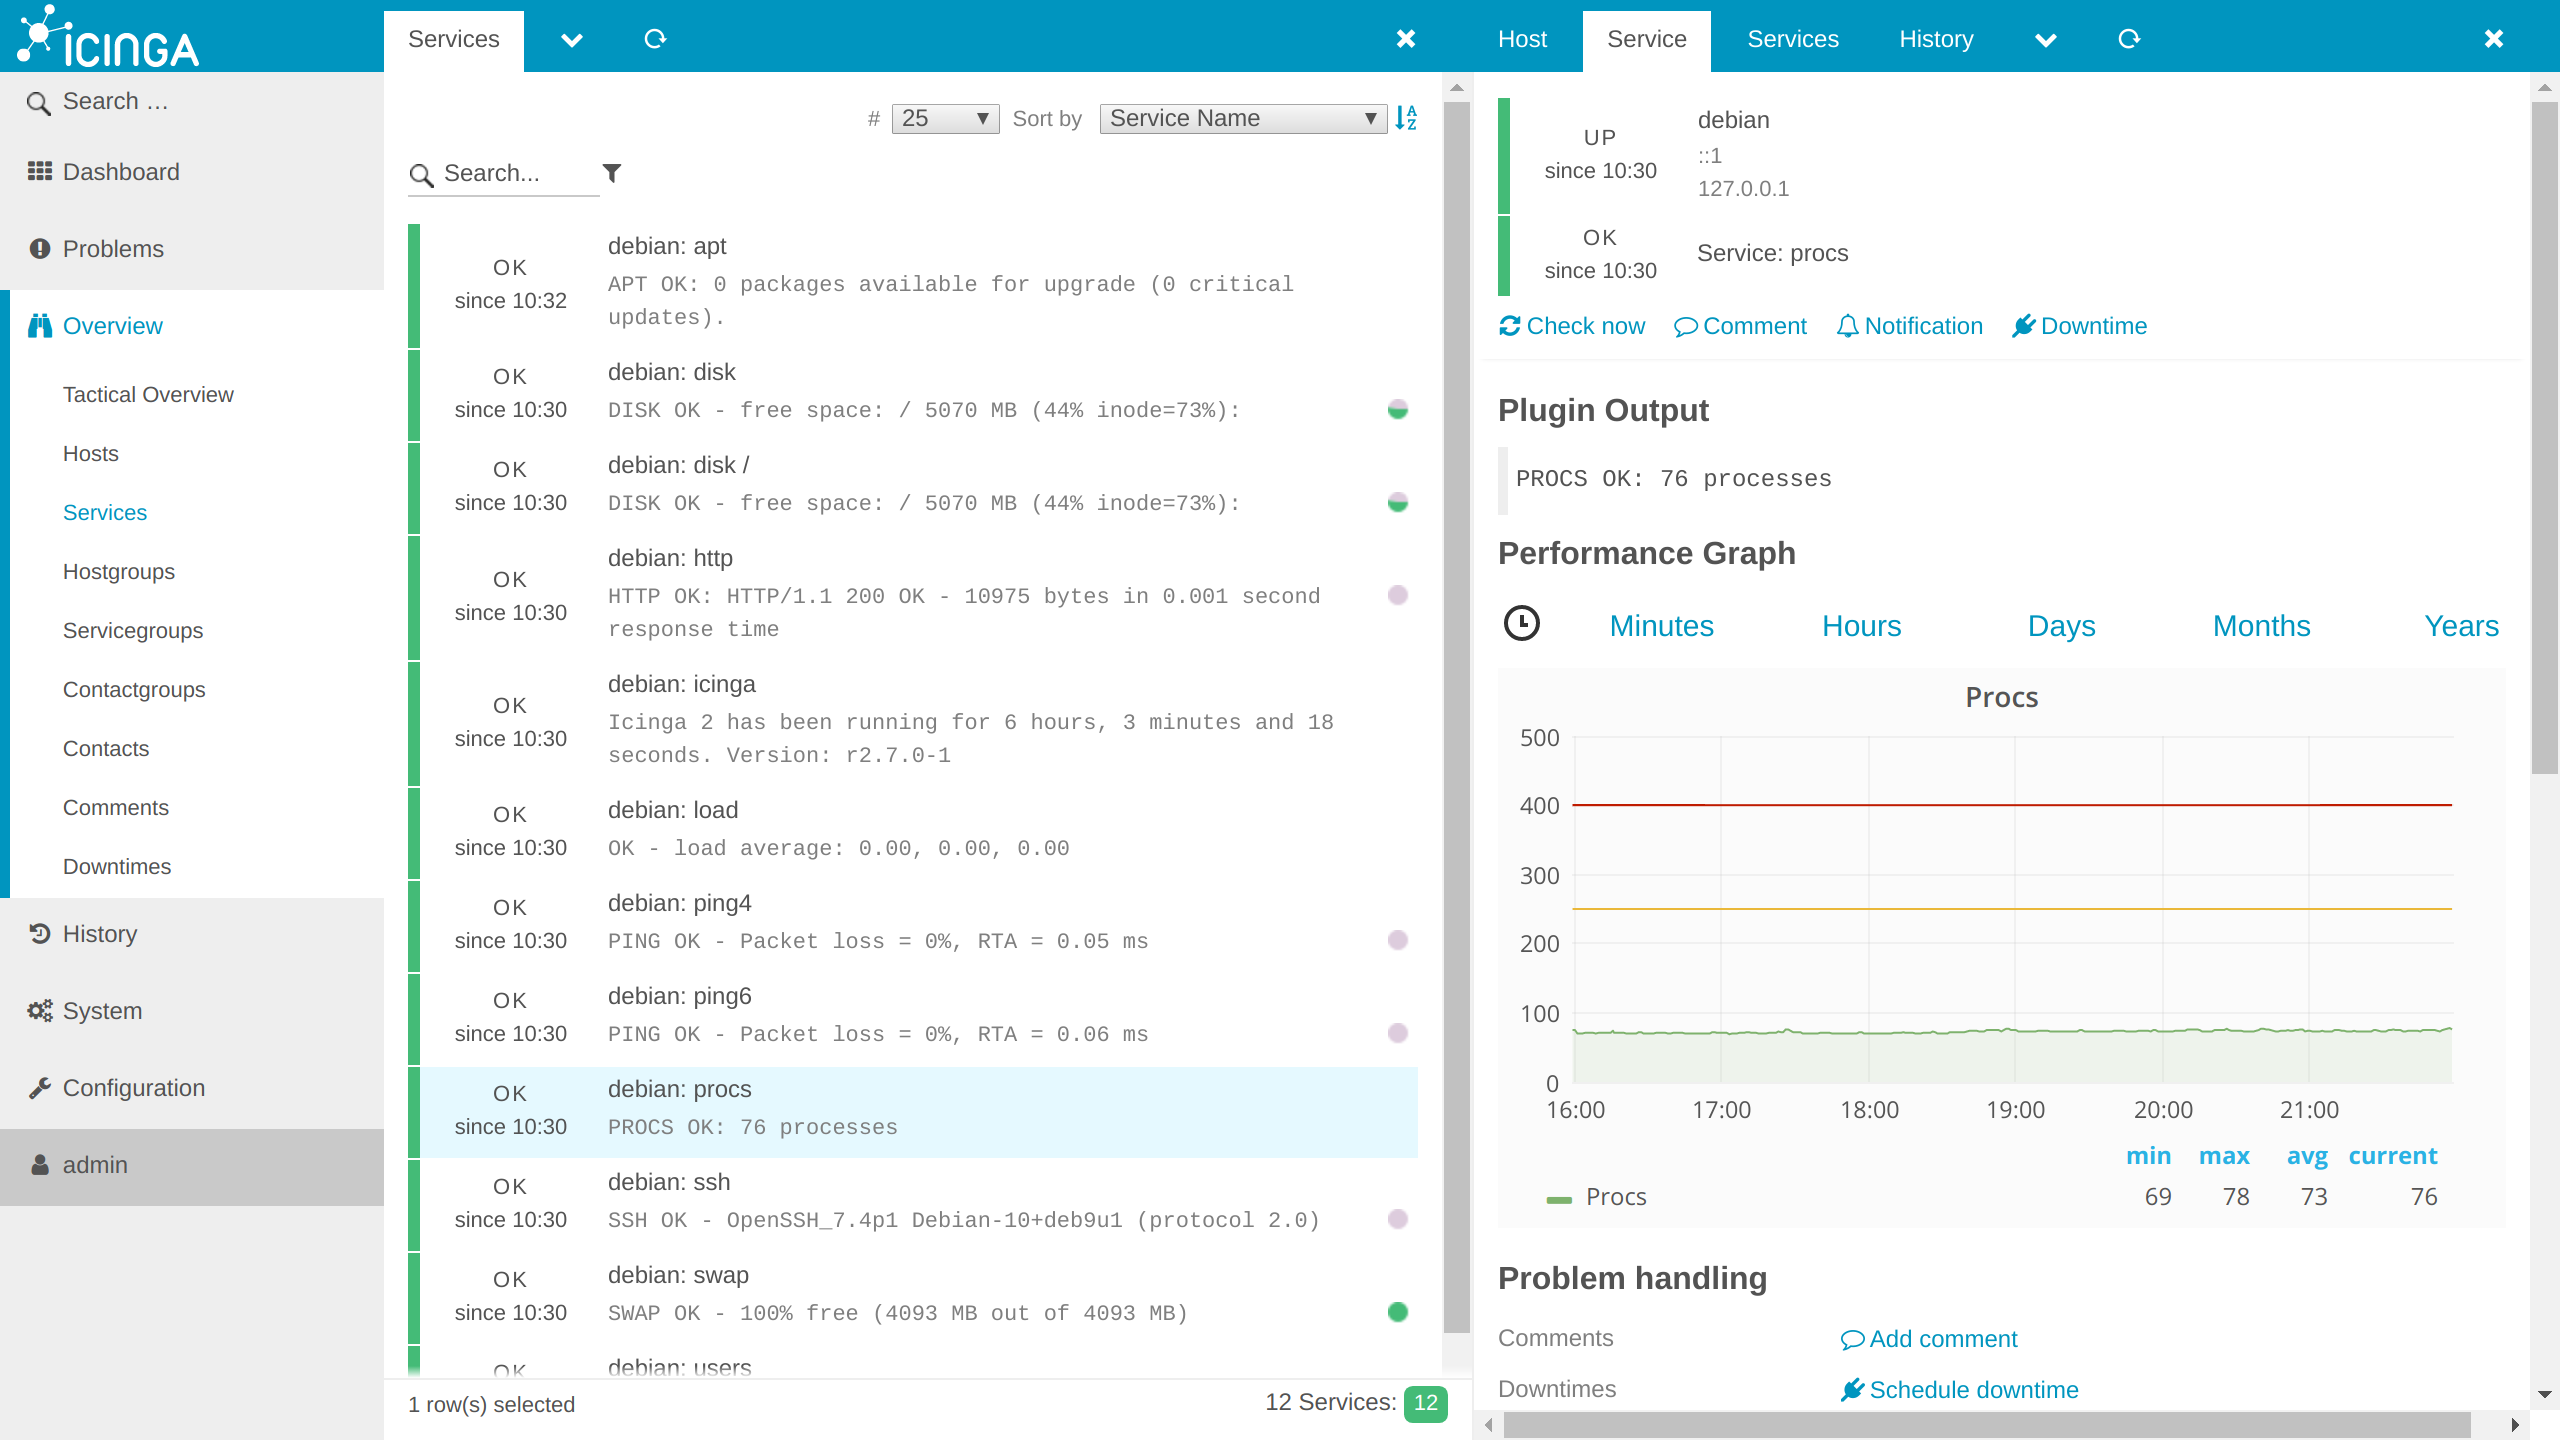 ICINGA
Search …
Dashboard
Problems
Overview
Tactical Overview
Hosts
Services
Hostgroups
Servicegroups
Contactgroups
Contacts
Comments
Downtimes
History
System
Configuration
admin
Services
# 25 Sort by Service Name
Search...
OK
since 10:32
debian: apt
APT OK: 0 packages available for upgrade (0 critical
updates).
OK
since 10:30
debian: disk
DISK OK - free space: / 5070 MB (44% inode=73%):
OK
since 10:30
debian: disk /
DISK OK - free space: / 5070 MB (44% inode=73%):
OK
since 10:30
debian: http
HTTP OK: HTTP/1.1 200 OK - 10975 bytes in 0.001 second
response time
OK
since 10:30
debian: icinga
Icinga 2 has been running for 6 hours, 3 minutes and 18
seconds. Version: r2.7.0-1
OK
since 10:30
debian: load
OK - load average: 0.00, 0.00, 0.00
OK
since 10:30
debian: ping4
PING OK - Packet loss = 0%, RTA = 0.05 ms
OK
since 10:30
debian: ping6
PING OK - Packet loss = 0%, RTA = 0.06 ms
OK
since 10:30
debian: procs
PROCS OK: 76 processes
OK
since 10:30
debian: ssh
SSH OK - OpenSSH_7.4p1 Debian-10+deb9u1 (protocol 2.0)
OK
since 10:30
debian: swap
SWAP OK - 100% free (4093 MB out of 4093 MB)
OK
debian: users
1 row(s) selected
12 Services: 12
Host Service Services History
UP
since 10:30
debian
::1
127.0.0.1
OK
since 10:30
Service: procs
Check now Comment Notification Downtime
Plugin Output
PROCS OK: 76 processes
Performance Graph
Minutes Hours Days Months Years
Procs
500
400
300
200
100
0
16:00 17:00 18:00 19:00 20:00 21:00
min max avg current
Procs 69 78 73 76
Problem handling
Comments Add comment
Downtimes Schedule downtime